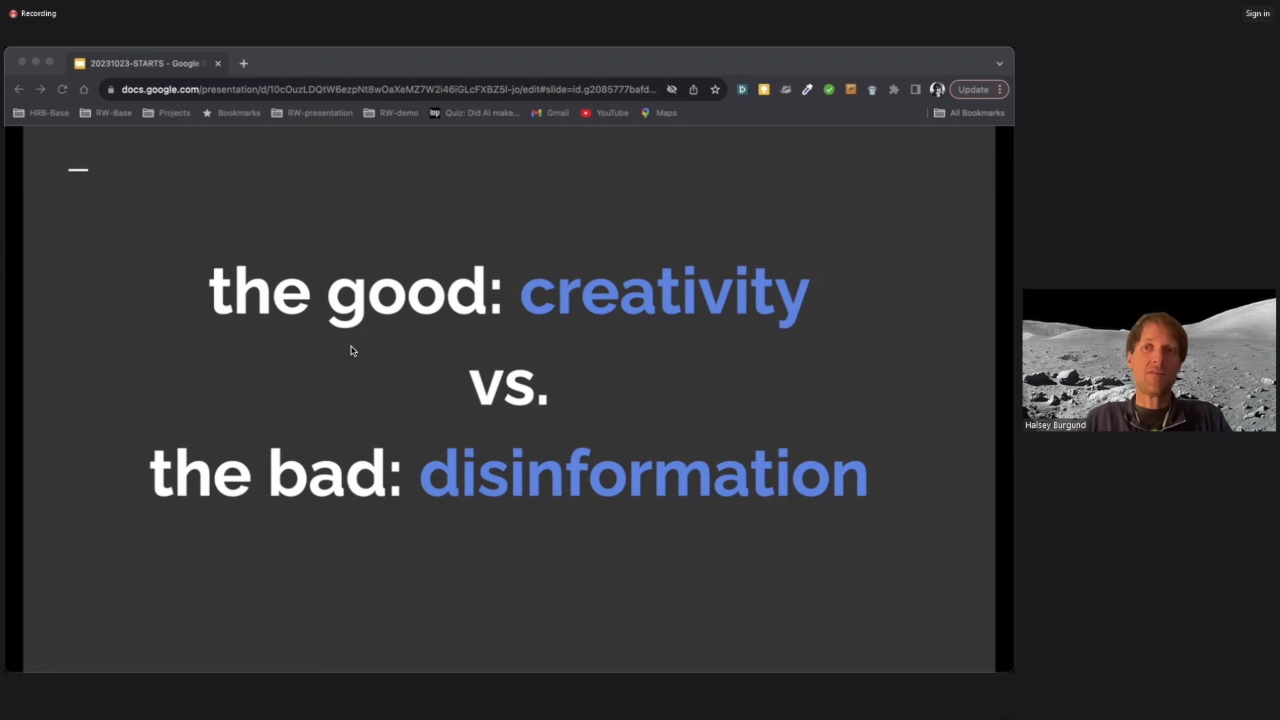 Recording
Sign in
20231023-STARTS - Google
docs.google.com/presentation/d/10cOuzLDQtW6ezpNt8wOaXeMZ7W2i46iGLcFXBZ5l-jo/edit#slide=id.g2085777bafd...
Update
HRB-Base RW-Base Projects Bookmarks RW-presentation RW-demo Quiz: Did AI make... Gmail YouTube Maps All Bookmarks
the good: creativity
vs.
the bad: disinformation
Halsey Burgund